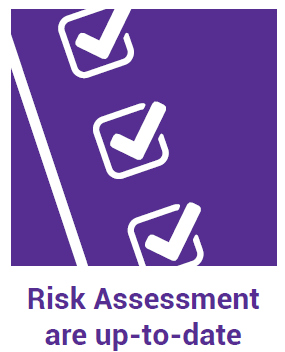 Risk Assessment
are up-to-date